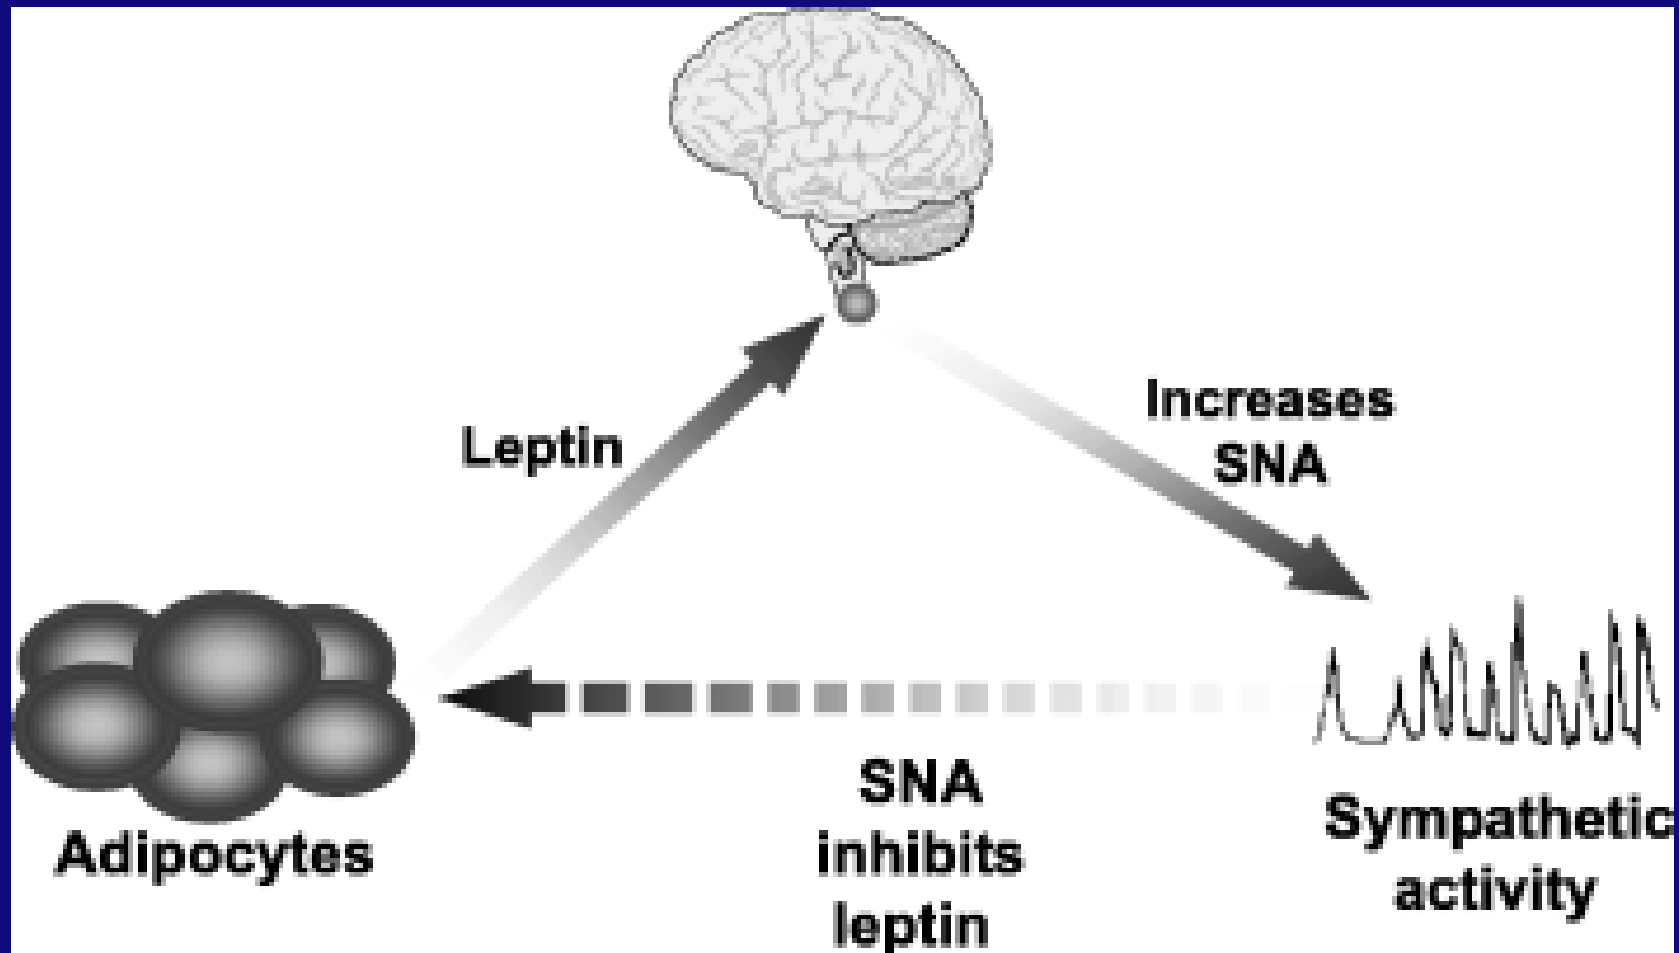 Leptin
Increases
SNA
Adipocytes
SNA
inhibits
leptin
Sympathetic
activity